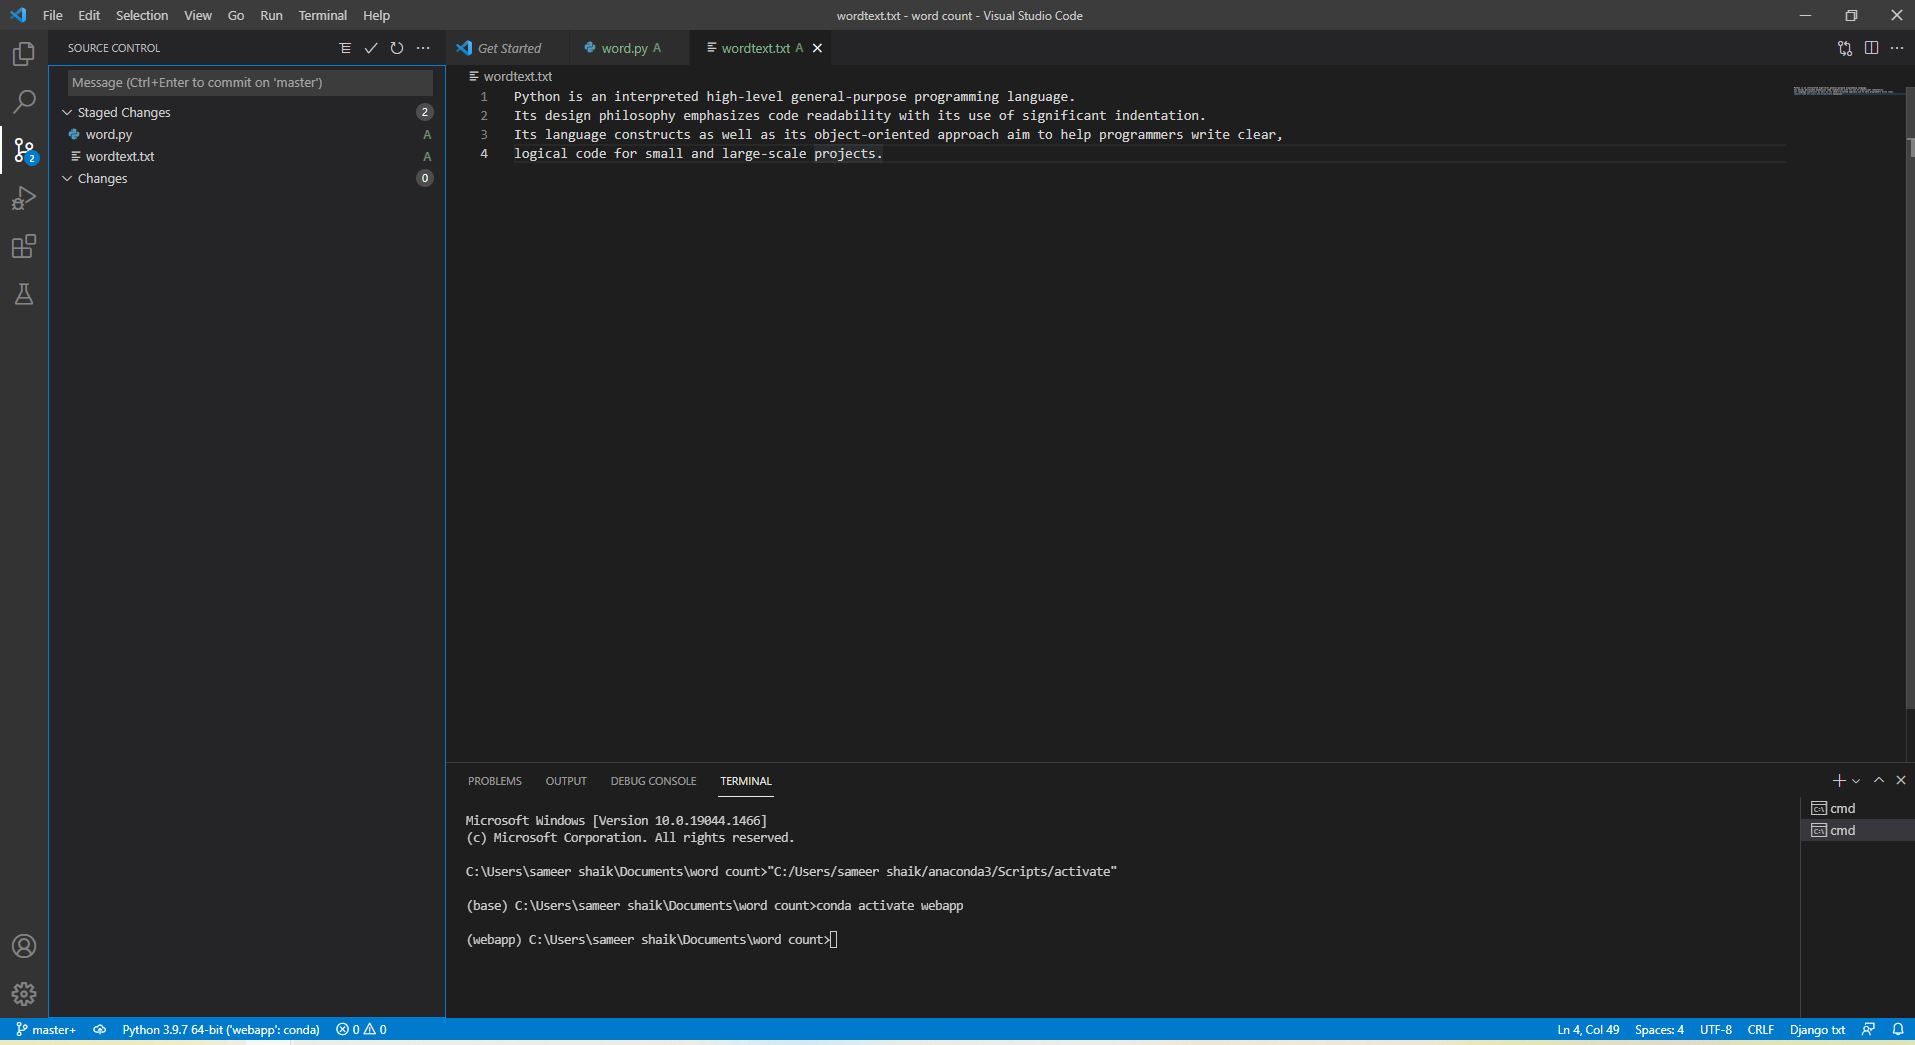 File Edit Selection View Go Run Terminal Help
wordtext.txt - word count - Visual Studio Code
SOURCE CONTROL
Message (Ctrl+Enter to commit on 'master')
Staged Changes 2
word.py A
wordtext.txt A
Changes 0
2
Get Started word.py A wordtext.txt A
wordtext.txt
1 Python is an interpreted high-level general-purpose programming language.
2 Its design philosophy emphasizes code readability with its use of significant indentation.
3 Its language constructs as well as its object-oriented approach aim to help programmers write clear,
4 logical code for small and large-scale projects.
PROBLEMS OUTPUT DEBUG CONSOLE TERMINAL
Microsoft Windows [Version 10.0.19044.1466]
(c) Microsoft Corporation. All rights reserved.
C:\Users\sameer shaik\Documents\word count>"C:/Users/sameer shaik/anaconda3/Scripts/activate"
(base) C:\Users\sameer shaik\Documents\word count>conda activate webapp
(webapp) C:\Users\sameer shaik\Documents\word count>
cmd
cmd
master+ Python 3.9.7 64-bit ('webapp': conda) 0 0 Ln 4, Col 49 Spaces: 4 UTF-8 CRLF Django txt